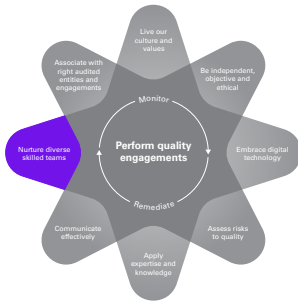 Live our
culture and
values
Be independent,
objective and
ethical
Embrace digital
technology
Assess risks
to quality
Apply
expertise and
knowledge
Communicate
effectively
Nurture diverse
skilled teams
Associate with
right audited
entities and
engagements
Monitor
Perform quality
engagements
Remediate